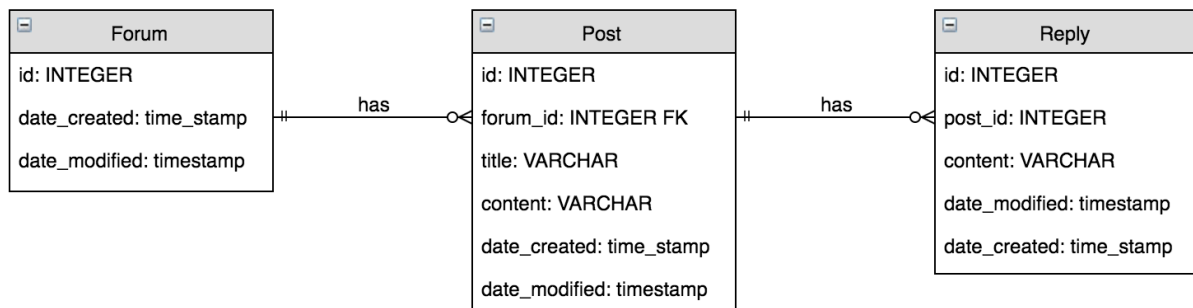 Forum
id: INTEGER
date_created: time_stamp
date_modified: timestamp
has
Post
id: INTEGER
forum_id: INTEGER FK
title: VARCHAR
content: VARCHAR
date_created: time_stamp
date_modified: timestamp
has
Reply
id: INTEGER
post_id: INTEGER
content: VARCHAR
date_modified: timestamp
date_created: time_stamp